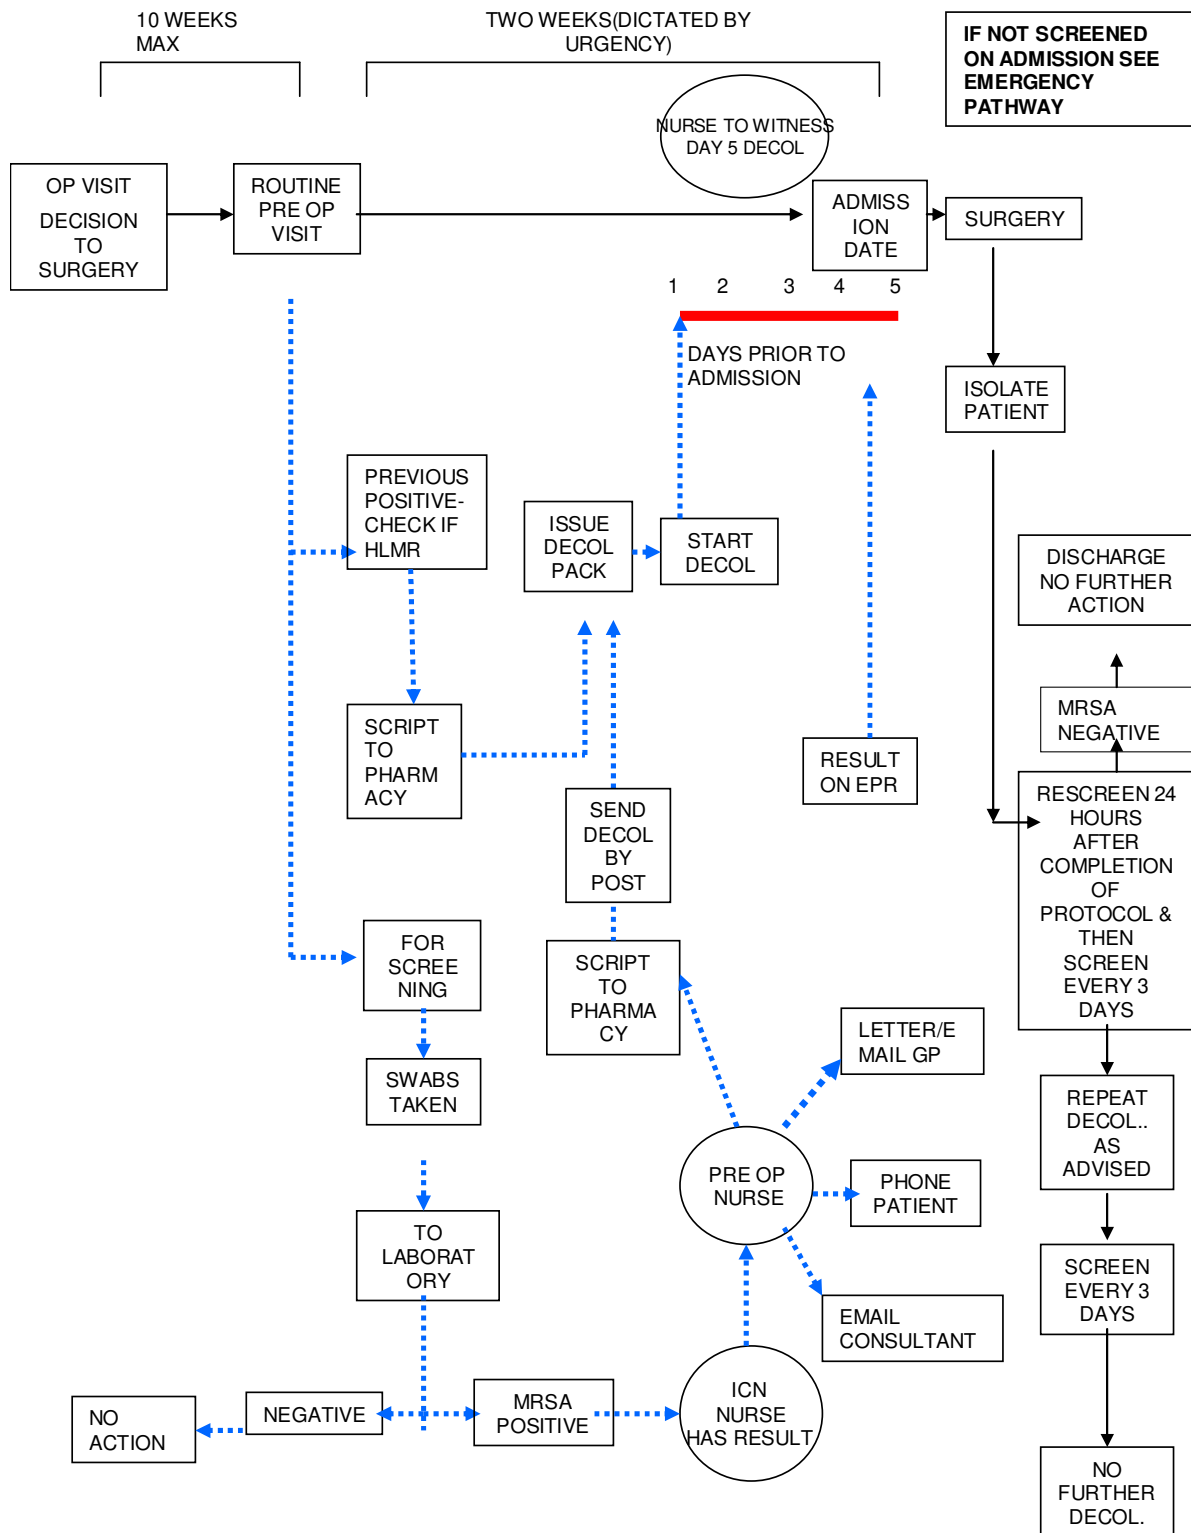 10 WEEKS
MAX
TWO WEEKS(DICTATED BY
URGENCY)
IF NOT SCREENED
ON ADMISSION SEE
EMERGENCY
PATHWAY
NURSE TO WITNESS
DAY 5 DECOL
OP VISIT
DECISION
TO
SURGERY
ROUTINE
PRE OP
VISIT
ADMISS
ION
DATE
SURGERY
1 2 3 4 5
DAYS PRIOR TO
ADMISSION
ISOLATE
PATIENT
PREVIOUS
POSITIVE-
CHECK IF
HLMR
ISSUE
DECOL
PACK
START
DECOL
DISCHARGE
NO FURTHER
ACTION
MRSA
NEGATIVE
SCRIPT
TO
PHARM
ACY
RESULT
ON EPR
SEND
DECOL
BY
POST
RESCREEN 24
HOURS
AFTER
COMPLETION
OF
PROTOCOL &
THEN
SCREEN
EVERY 3
DAYS
FOR
SCREE
NING
SCRIPT
TO
PHARMA
CY
LETTER/E
MAIL GP
SWABS
TAKEN
REPEAT
DECOL..
AS
ADVISED
PRE OP
NURSE
PHONE
PATIENT
TO
LABORAT
ORY
SCREEN
EVERY 3
DAYS
EMAIL
CONSULTANT
NO
ACTION
NEGATIVE
MRSA
POSITIVE
ICN
NURSE
HAS RESULT
NO
FURTHER
DECOL.